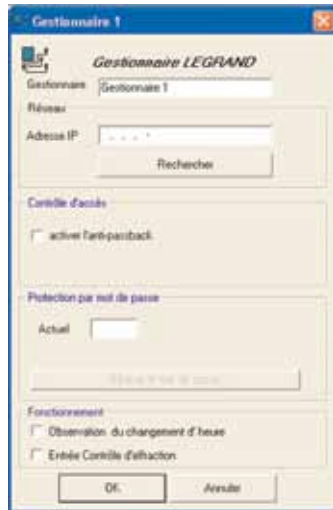 Gestionnaire 1
Gestionnaire LEGRAND
Gestionnaire Gestionnaire 1
Réseau
Adresse IP . . .
Rechercher
Contrôle d'accès
activer l'anti-passback
Protection par mot de passe
Actuel
Fonctionnement
Observation du changement d'heure
Entrée Contrôle d'effraction
OK Annuler